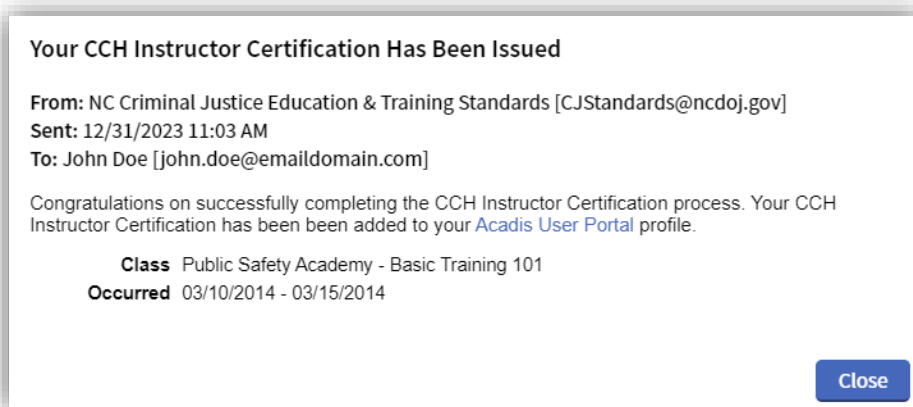 Your CCH Instructor Certification Has Been Issued
From: NC Criminal Justice Education & Training Standards [CJStandards@ncdoj.gov]
Sent: 12/31/2023 11:03 AM
To: John Doe [john.doe@emaildomain.com]
Congratulations on successfully completing the CCH Instructor Certification process. Your CCH
Instructor Certification has been been added to your Acadis User Portal profile.
Class Public Safety Academy - Basic Training 101
Occurred 03/10/2014 - 03/15/2014
Close